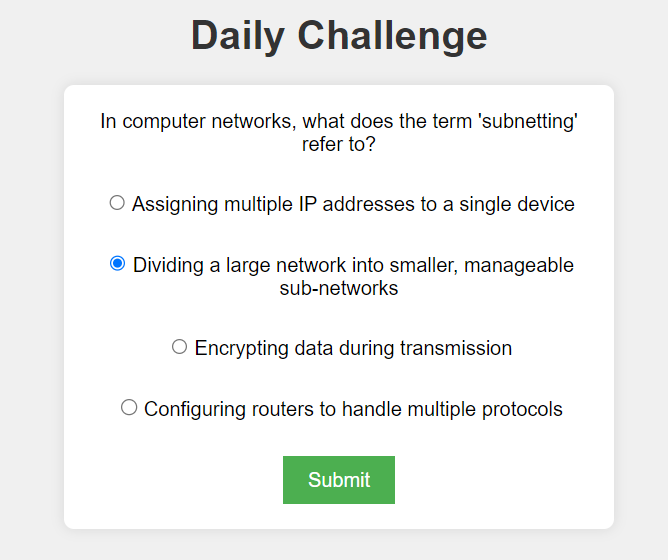 Daily Challenge
In computer networks, what does the term 'subnetting'
refer to?
Assigning multiple IP addresses to a single device
Dividing a large network into smaller, manageable
sub-networks
Encrypting data during transmission
Configuring routers to handle multiple protocols
Submit